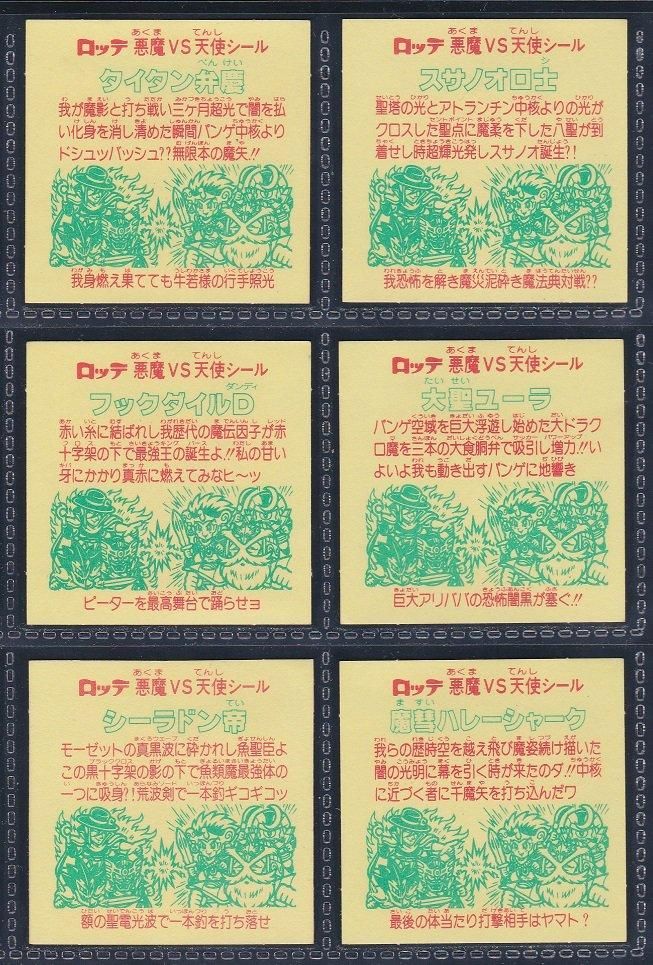 ロッテ 悪魔VS天使シール
タイタン弁慶
我が魔影と打ち戦い三ヶ月超光で闇を払
い化身を消し清めた瞬間パンゲ中核より
ドシュッバッシュ??無限本の魔矢!!
我身燃え果てても牛若様の行手照光
ロッテ 悪魔VS天使シール
スサノオロ士
聖塔の光とアトランチン中核よりの光が
クロスした聖点に魔柔を下した八聖が到
着せし時超輝光発しスサノオ誕生?!
我恐怖を解き魔災泥砕き魔法典対戦??
ロッテ 悪魔VS天使シール
フックダイルD
赤い糸に結ばれし我歴代の魔伝因子が赤
十字架の下で最強王の誕生よ!!私の甘い
牙にかかり真赤に燃えてみなヒ〜ッ
ピーターを最高舞台で踊らせヨ
ロッテ 悪魔VS天使シール
大聖ユーラ
パンゲ空域を巨大浮遊し始めた大ドラク
ロ魔を三本の大食胴弁で吸引し増力!!い
よいよ我も動き出すパンゲに地響き
巨大アリババの恐怖闇黒が塞ぐ!!
ロッテ 悪魔VS天使シール
シーラドン帝
モーゼットの真黒波に砕かれし魚聖臣よ
この黒十字架の影の下で魚類魔最強体の
一つに吸身?!荒波剣で一本釣ギコギコッ
額の聖電光波で一本釣を打ち落せ
ロッテ 悪魔VS天使シール
魔彗ハレーシャーク
我らの歴時空を越え飛び魔姿続け描いた
闇の光明に幕を引く時が来たのダ!!中核
に近づく者に千魔矢を打ち込んだワ
最後の体当たり打撃相手はヤマト?